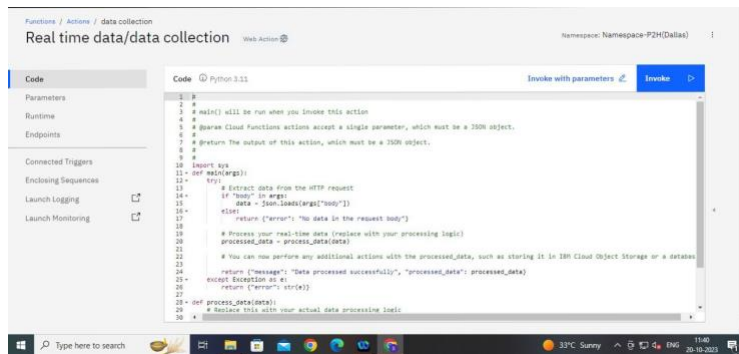 Functions / Actions / data collection
Real time data/data collection Web Action
Namespace: Namespace-P2H(Dallas)
Code
Parameters
Runtime
Endpoints
Connected Triggers
Enclosing Sequences
Launch Logging
Launch Monitoring
Code Python 3.11
Invoke with parameters
Invoke
1 #
2 #
3 # main() will be run when you invoke this action
4 #
5 # @param Cloud Functions actions accept a single parameter, which must be a JSON object.
6 #
7 # @return The output of this action, which must be a JSON object.
8 #
9 #
10 import sys
11 def main(args):
12 try:
13 # Extract data from the HTTP request
14 if "body" in args:
15 data = json.loads(args["body"])
16 else:
17 return {"error": "No data in the request body"}
18
19 # Process your real-time data (replace with your processing logic)
20 processed_data = process_data(data)
21
22 # You can now perform any additional actions with the processed_data, such as storing it in IBM Cloud Object Storage or a databas
23
24 return {"message": "Data processed successfully", "processed_data": processed_data}
25 except Exception as e:
26 return {"error": str(e)}
27
28 def process_data(data):
29 # Replace this with your actual data processing logic
30
Type here to search
33°C Sunny
ENG
11:40
20-10-2023